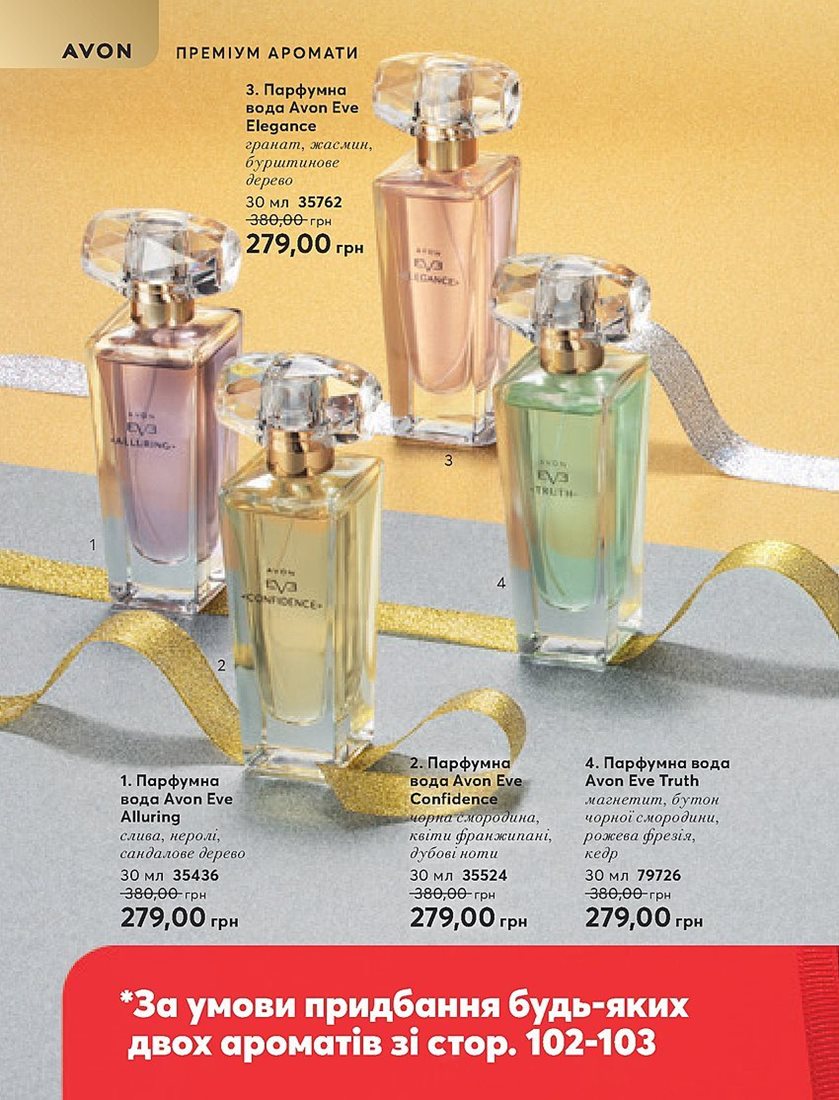 AVON
ПРЕМІУМ АРОМАТИ
3. Парфумна
вода Avon Eve
Elegance
гранат, жасмин,
бурштинове
дерево
30 мл 35762
380,00 грн
279,00 грн
AVON
EVE
•ELEGANCE•
3
AVON
EVE
•ALLURING•
1
AVON
EVE
•TRUTH•
4
AVON
EVE
•CONFIDENCE•
2
1. Парфумна
вода Avon Eve
Alluring
слива, неролі,
сандалове дерево
30 мл 35436
380,00 грн
279,00 грн
2. Парфумна
вода Avon Eve
Confidence
чорна смородина,
квіти франжипані,
дубові ноти
30 мл 35524
380,00 грн
279,00 грн
4. Парфумна вода
Avon Eve Truth
магнетит, бутон
чорної смородини,
рожева фрезія,
кедр
30 мл 79726
380,00 грн
279,00 грн
*За умови придбання будь-яких
двох ароматів зі стор. 102-103